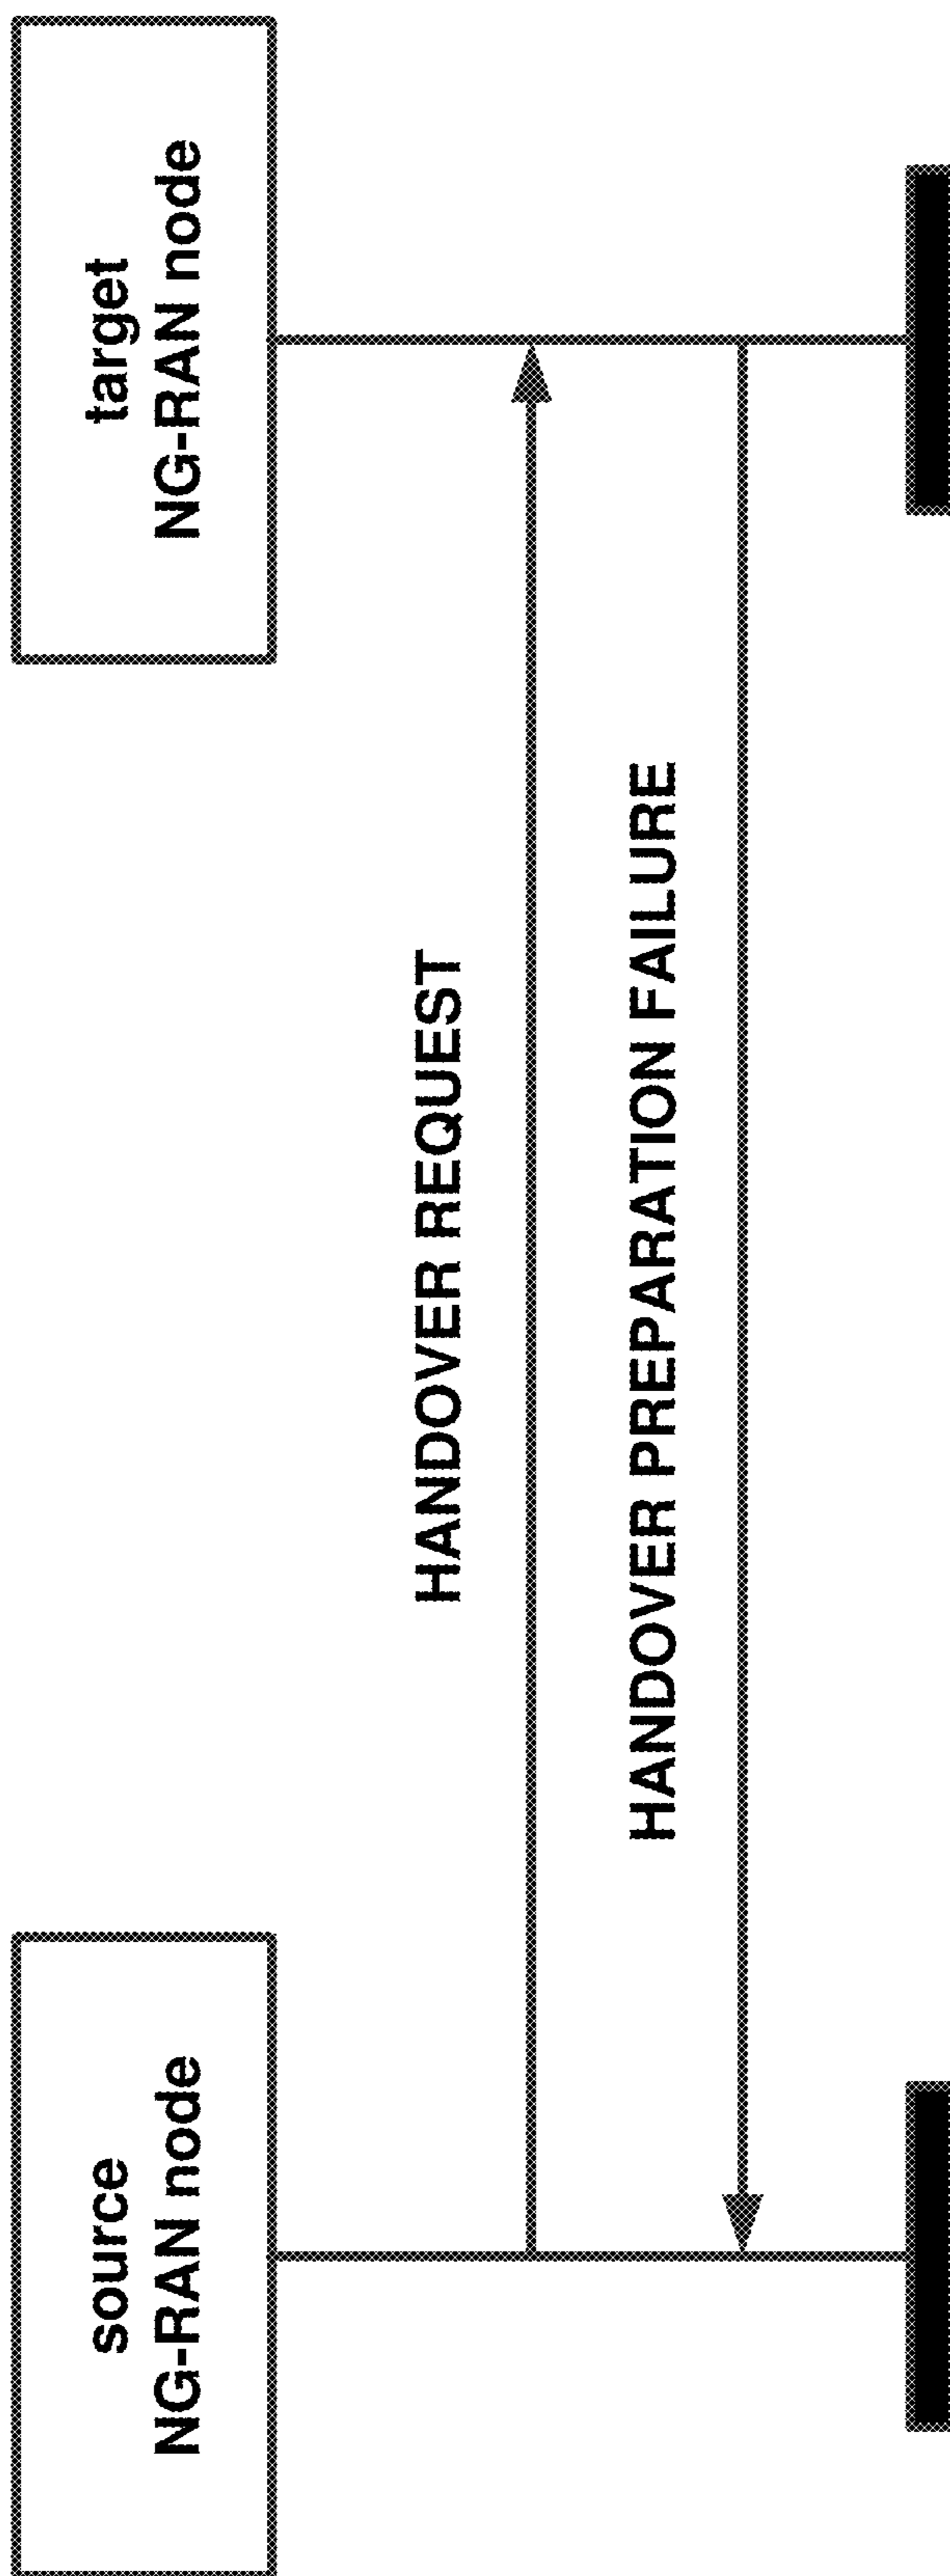 source
NG-RAN node
target
NG-RAN node
HANDOVER REQUEST
HANDOVER PREPARATION FAILURE